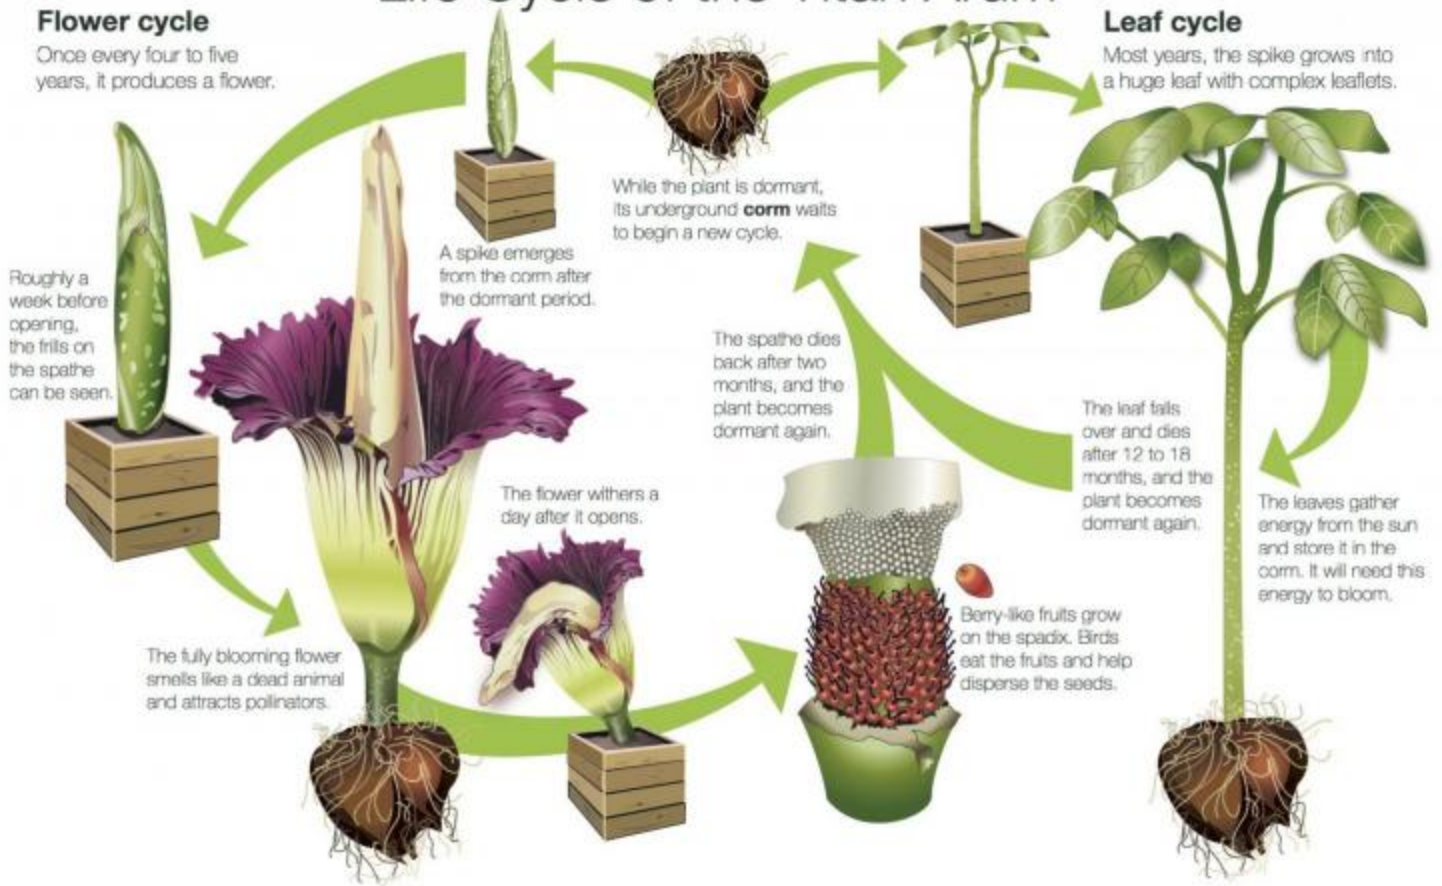 Life Cycle of the Titan Arum
Flower cycle
Once every four to five
years, it produces a flower.
Leaf cycle
Most years, the spike grows into
a huge leaf with complex leaflets.
While the plant is dormant,
its underground corm waits
to begin a new cycle.
A spike emerges
from the corm after
the dormant period.
Roughly a
week before
opening,
the frills on
the spathe
can be seen.
The spathe dies
back after two
months, and the
plant becomes
dormant again.
The leaf falls
over and dies
after 12 to 18
months, and the
plant becomes
dormant again.
The leaves gather
energy from the sun
and store it in the
corm. It will need this
energy to bloom.
The flower withers a
day after it opens.
Berry-like fruits grow
on the spadix. Birds
eat the fruits and help
disperse the seeds.
The fully blooming flower
smells like a dead animal
and attracts pollinators.